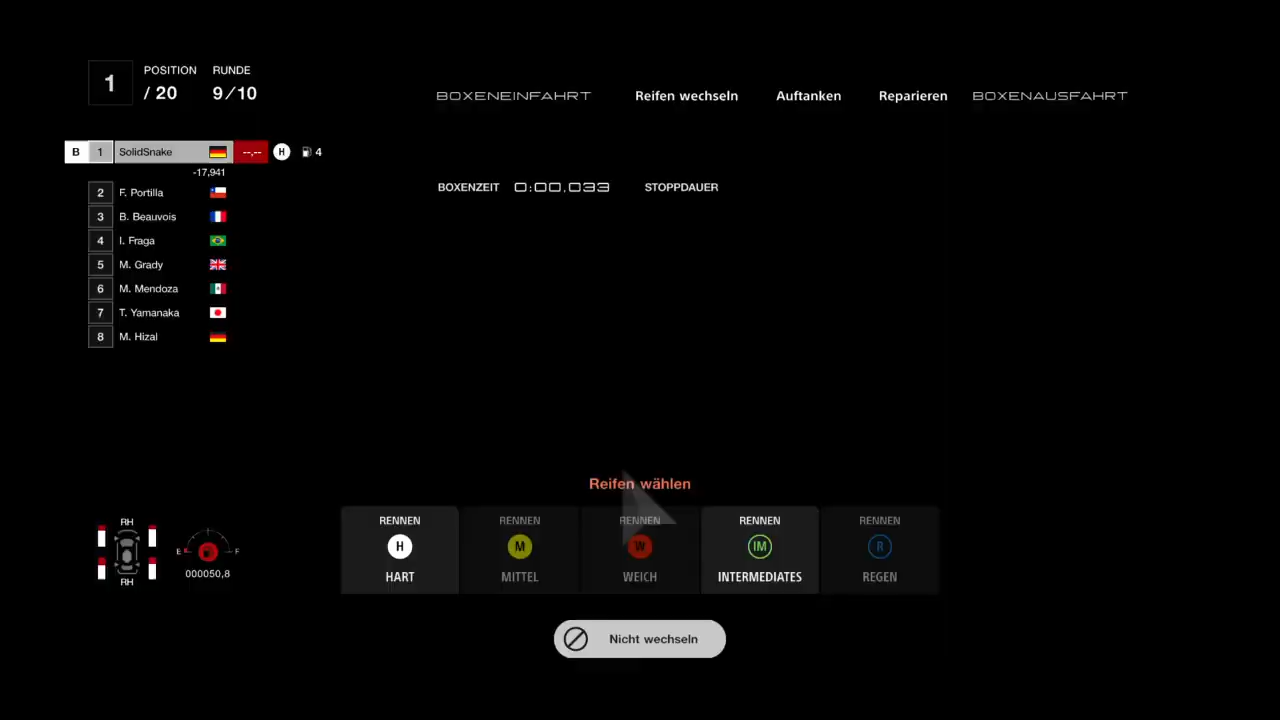 1 POSITION RUNDE
/ 20 9/10
BOXENEINFAHRT Reifen wechseln Auftanken Reparieren BOXENAUSFAHRT
B 1 SolidSnake --,-- H 4
-17,941
2 F. Portilla
3 B. Beauvois
4 I. Fraga
5 M. Grady
6 M. Mendoza
7 T. Yamanaka
8 M. Hizal
BOXENZEIT 0:00,033 STOPPDAUER
Reifen wählen
RENNEN RENNEN RENNEN RENNEN RENNEN
H M W IM R
HART MITTEL WEICH INTERMEDIATES REGEN
RH
RH
E F
000050,8
Nicht wechseln